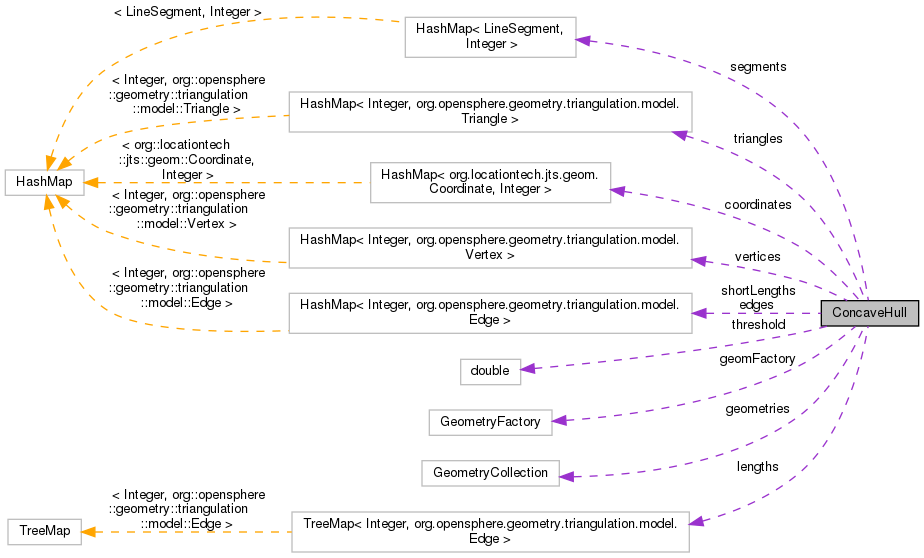 < LineSegment, Integer >
HashMap< LineSegment,
Integer >
segments
< Integer, org::opensphere
::geometry::triangulation
::model::Triangle >
HashMap< Integer, org.opensphere.geometry.triangulation.model.
Triangle >
triangles
< org::locationtech
::jts::geom::Coordinate,
Integer >
HashMap< org.locationtech.jts.geom.
Coordinate, Integer >
coordinates
HashMap
< Integer, org::opensphere
::geometry::triangulation
::model::Vertex >
HashMap< Integer, org.opensphere.geometry.triangulation.model.
Vertex >
vertices
< Integer, org::opensphere
::geometry::triangulation
::model::Edge >
HashMap< Integer, org.opensphere.geometry.triangulation.model.
Edge >
shortLengths
edges
ConcaveHull
threshold
double
geomFactory
GeometryFactory
geometries
GeometryCollection
lengths
< Integer, org::opensphere
::geometry::triangulation
::model::Edge >
TreeMap
TreeMap< Integer, org.opensphere.geometry.triangulation.model.
Edge >